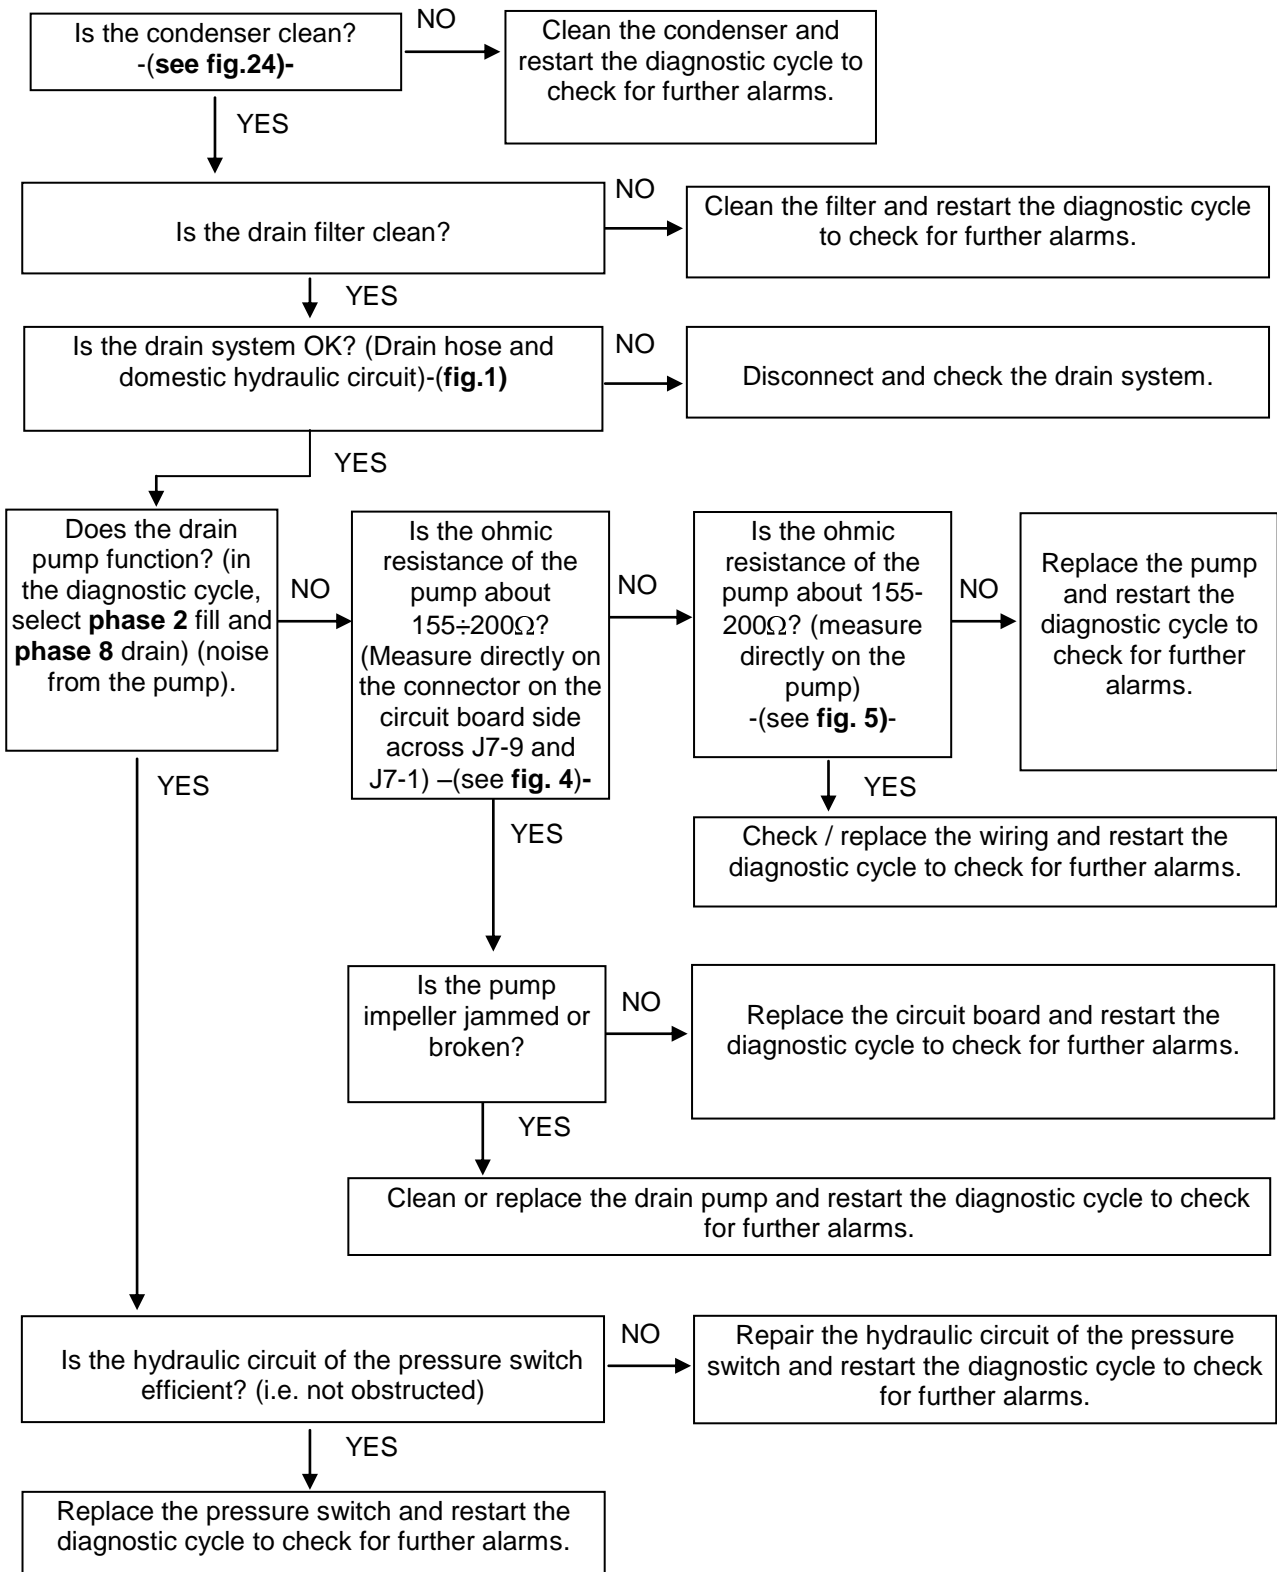 Is the condenser clean?
-(see fig.24)-
NO
Clean the condenser and
restart the diagnostic cycle to
check for further alarms.
YES
Is the drain filter clean?
NO
Clean the filter and restart the diagnostic cycle
to check for further alarms.
YES
Is the drain system OK? (Drain hose and
domestic hydraulic circuit)-(fig.1)
NO
Disconnect and check the drain system.
YES
Does the drain
pump function? (in
the diagnostic cycle,
select phase 2 fill and
phase 8 drain) (noise
from the pump).
NO
Is the ohmic
resistance of the
pump about
155÷200Ω?
(Measure directly on
the connector on the
circuit board side
across J7-9 and
J7-1) –(see fig. 4)-
NO
Is the ohmic
resistance of the
pump about 155-
200Ω? (measure
directly on the
pump)
-(see fig. 5)-
NO
Replace the pump
and restart the
diagnostic cycle to
check for further
alarms.
YES
Check / replace the wiring and restart the
diagnostic cycle to check for further alarms.
YES
Is the pump
impeller jammed or
broken?
NO
Replace the circuit board and restart the
diagnostic cycle to check for further alarms.
YES
Clean or replace the drain pump and restart the diagnostic cycle to check
for further alarms.
YES
Is the hydraulic circuit of the pressure switch
efficient? (i.e. not obstructed)
NO
Repair the hydraulic circuit of the pressure
switch and restart the diagnostic cycle to check
for further alarms.
YES
Replace the pressure switch and restart the
diagnostic cycle to check for further alarms.